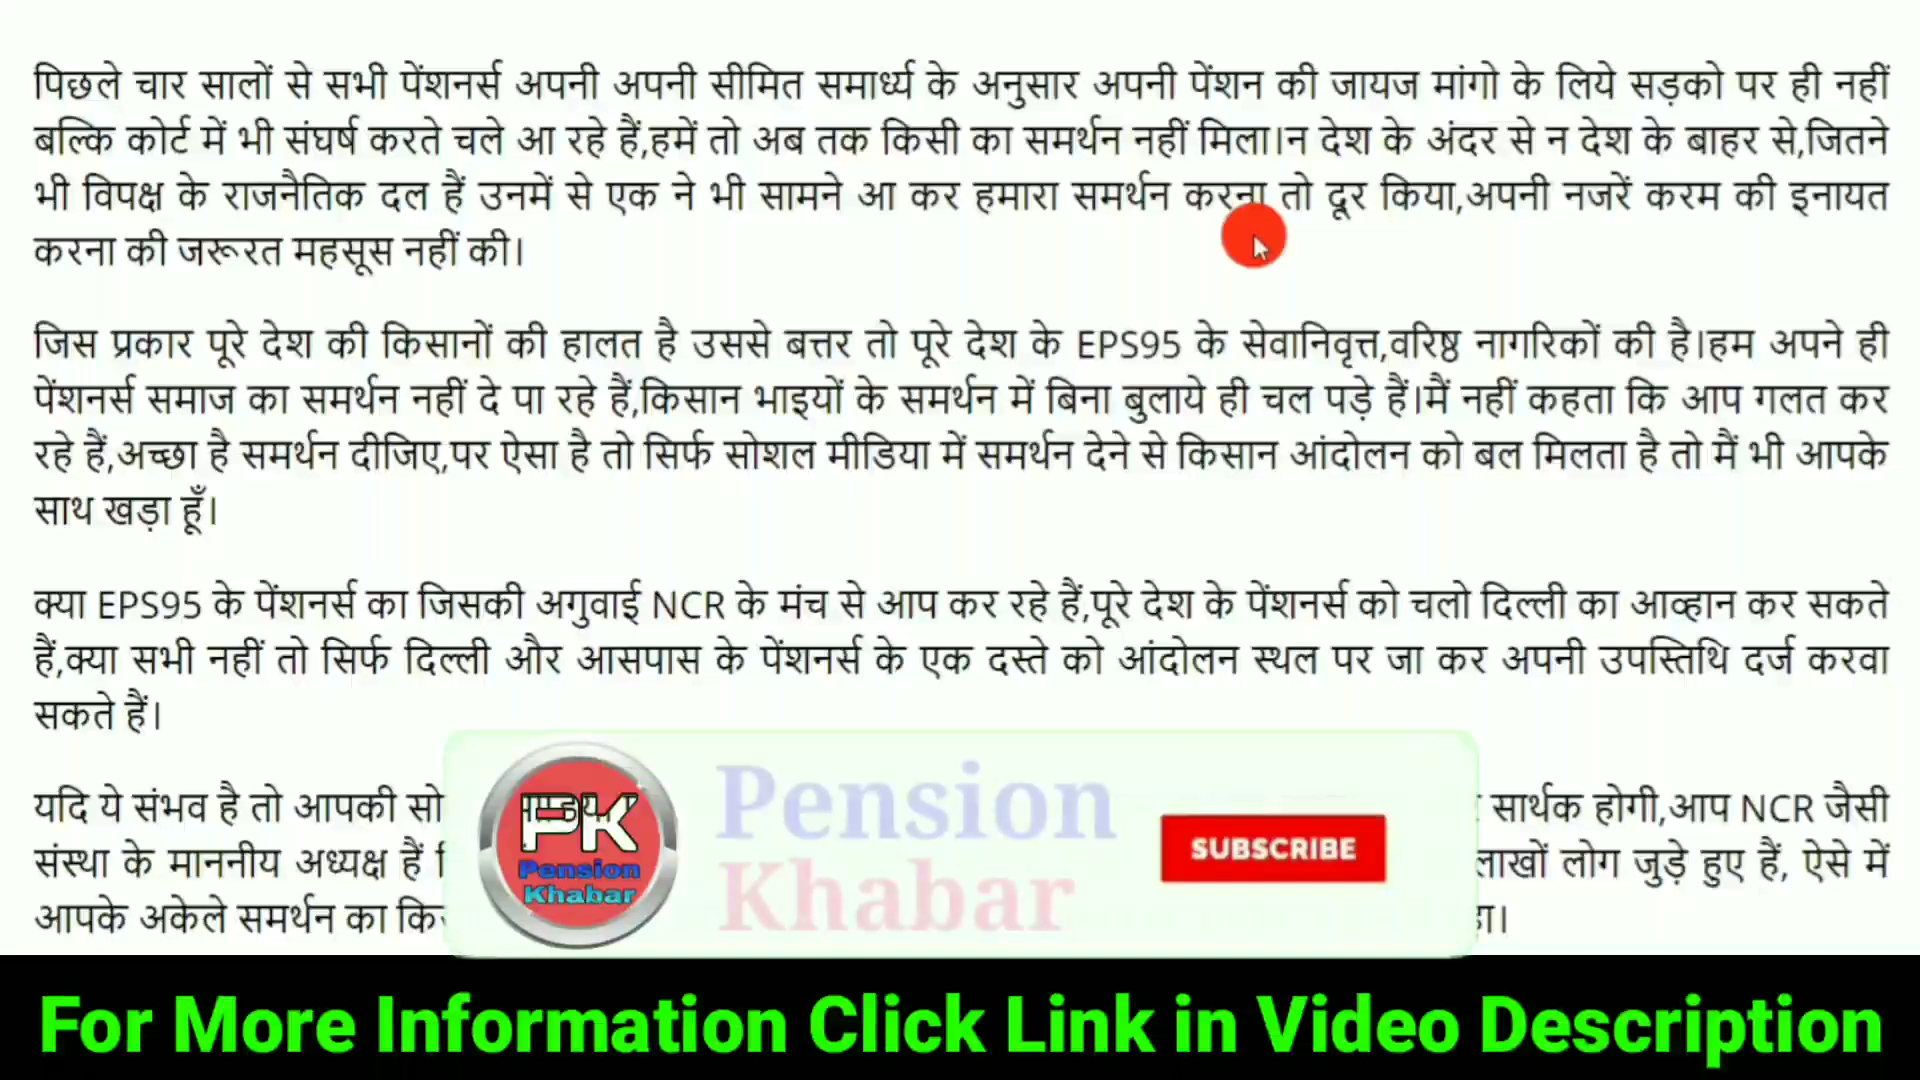 पिछले चार सालों से सभी पेंशनर्स अपनी अपनी सीमित समार्ध्य के अनुसार अपनी पेंशन की जायज मांगो के लिये सड़को पर ही नहीं
बल्कि कोर्ट में भी संघर्ष करते चले आ रहे हैं,हमें तो अब तक किसी का समर्थन नहीं मिला।न देश के अंदर से न देश के बाहर से,जितने
भी विपक्ष के राजनैतिक दल हैं उनमें से एक ने भी सामने आ कर हमारा समर्थन करना तो दूर किया,अपनी नजरें करम की इनायत
करना की जरूरत महसूस नहीं की।
जिस प्रकार पूरे देश की किसानों की हालत है उससे बत्तर तो पूरे देश के EPS95 के सेवानिवृत्त,वरिष्ठ नागरिकों की है।हम अपने ही
पेंशनर्स समाज का समर्थन नहीं दे पा रहे हैं,किसान भाइयों के समर्थन में बिना बुलाये ही चल पड़े हैं।मैं नहीं कहता कि आप गलत कर
रहे हैं,अच्छा है समर्थन दीजिए,पर ऐसा है तो सिर्फ सोशल मीडिया में समर्थन देने से किसान आंदोलन को बल मिलता है तो मैं भी आपके
साथ खड़ा हूँ।
क्या EPS95 के पेंशनर्स का जिसकी अगुवाई NCR के मंच से आप कर रहे हैं,पूरे देश के पेंशनर्स को चलो दिल्ली का आव्हान कर सकते
हैं,क्या सभी नहीं तो सिर्फ दिल्ली और आसपास के पेंशनर्स के एक दस्ते को आंदोलन स्थल पर जा कर अपनी उपस्तिथि दर्ज करवा
सकते हैं।
यदि ये संभव है तो आपकी सार्थक होगी,आप NCR जैसी
संस्था के माननीय अध्यक्ष हैं लाखों लोग जुड़े हुए हैं, ऐसे में
आपके अकेले समर्थन का
PK
Pension
Khabar
Pension
Khabar
SUBSCRIBE
For More Information Click Link in Video Description